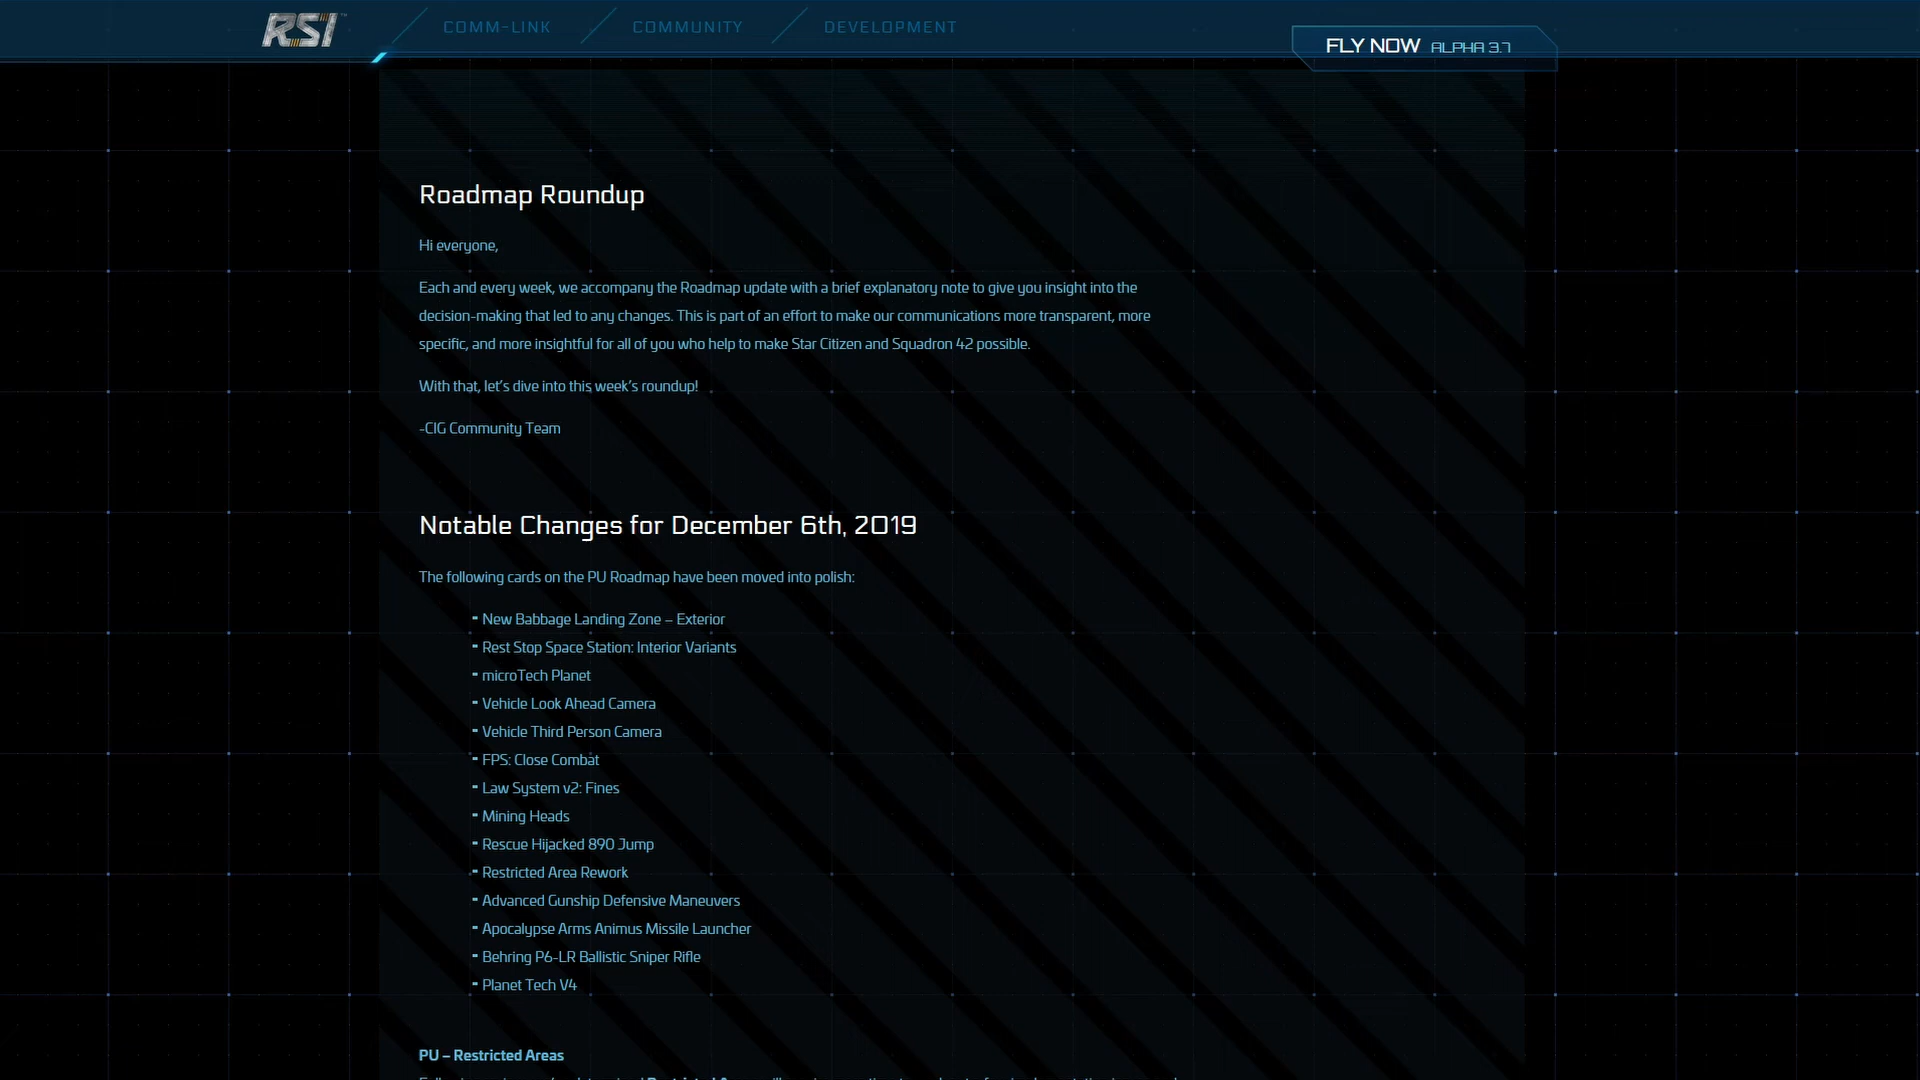 RSI™
COMM-LINK
COMMUNITY
DEVELOPMENT
FLY NOW ALPHA 3.7
Roadmap Roundup
Hi everyone,
Each and every week, we accompany the Roadmap update with a brief explanatory note to give you insight into the
decision-making that led to any changes. This is part of an effort to make our communications more transparent, more
specific, and more insightful for all of you who help to make Star Citizen and Squadron 42 possible.
With that, let's dive into this week's roundup!
-CIG Community Team
Notable Changes for December 6th, 2019
The following cards on the PU Roadmap have been moved into polish:
- New Babbage Landing Zone – Exterior
- Rest Stop Space Station: Interior Variants
- microTech Planet
- Vehicle Look Ahead Camera
- Vehicle Third Person Camera
- FPS: Close Combat
- Law System v2: Fines
- Mining Heads
- Rescue Hijacked 890 Jump
- Restricted Area Rework
- Advanced Gunship Defensive Maneuvers
- Apocalypse Arms Animus Missile Launcher
- Behring P6-LR Ballistic Sniper Rifle
- Planet Tech V4
PU – Restricted Areas